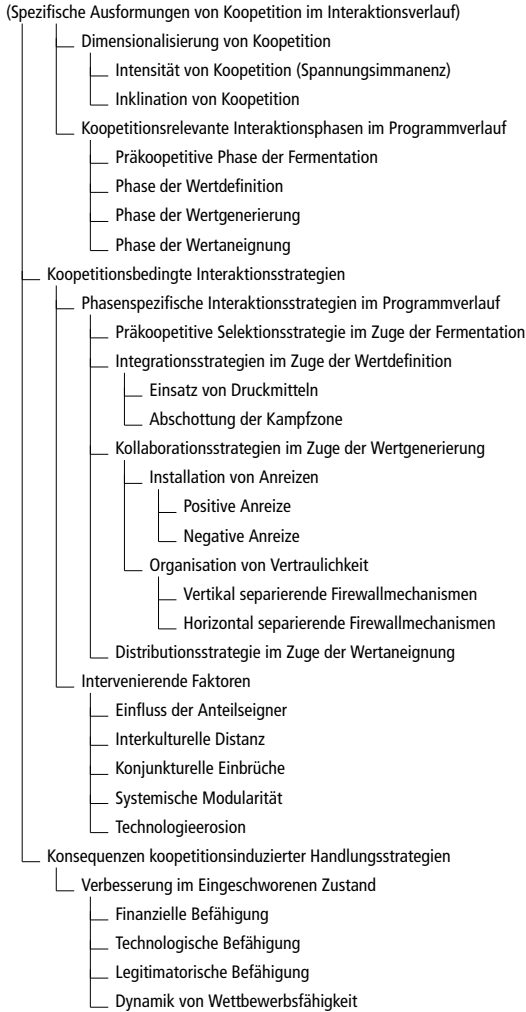 (Spezifische Ausformungen von Koopetition im Interaktionsverlauf)
Dimensionalisierung von Koopetition
Intensität von Koopetition (Spannungsimmanenz)
Inklination von Koopetition
Koopetitionsrelevante Interaktionsphasen im Programmverlauf
Präkoopetitive Phase der Fermentation
Phase der Wertdefinition
Phase der Wertgenerierung
Phase der Wertaneignung
Koopetitionsbedingte Interaktionsstrategien
Phasenspezifische Interaktionsstrategien im Programmverlauf
Präkoopetitive Selektionsstrategie im Zuge der Fermentation
Integrationsstrategien im Zuge der Wertdefinition
Einsatz von Druckmitteln
Abschottung der Kampfzone
Kollaborationsstrategien im Zuge der Wertgenerierung
Installation von Anreizen
Positive Anreize
Negative Anreize
Organisation von Vertraulichkeit
Vertikal separierende Firewallmechanismen
Horizontal separierende Firewallmechanismen
Distributionsstrategie im Zuge der Wertaneignung
Intervenierende Faktoren
Einfluss der Anteilseigner
Interkulturelle Distanz
Konjunkturelle Einbrüche
Systemische Modularität
Technologieerosion
Konsequenzen koopetitionsinduzierter Handlungsstrategien
Verbesserung im Eingeschworenen Zustand
Finanzielle Befähigung
Technologische Befähigung
Legitimatorische Befähigung
Dynamik von Wettbewerbsfähigkeit